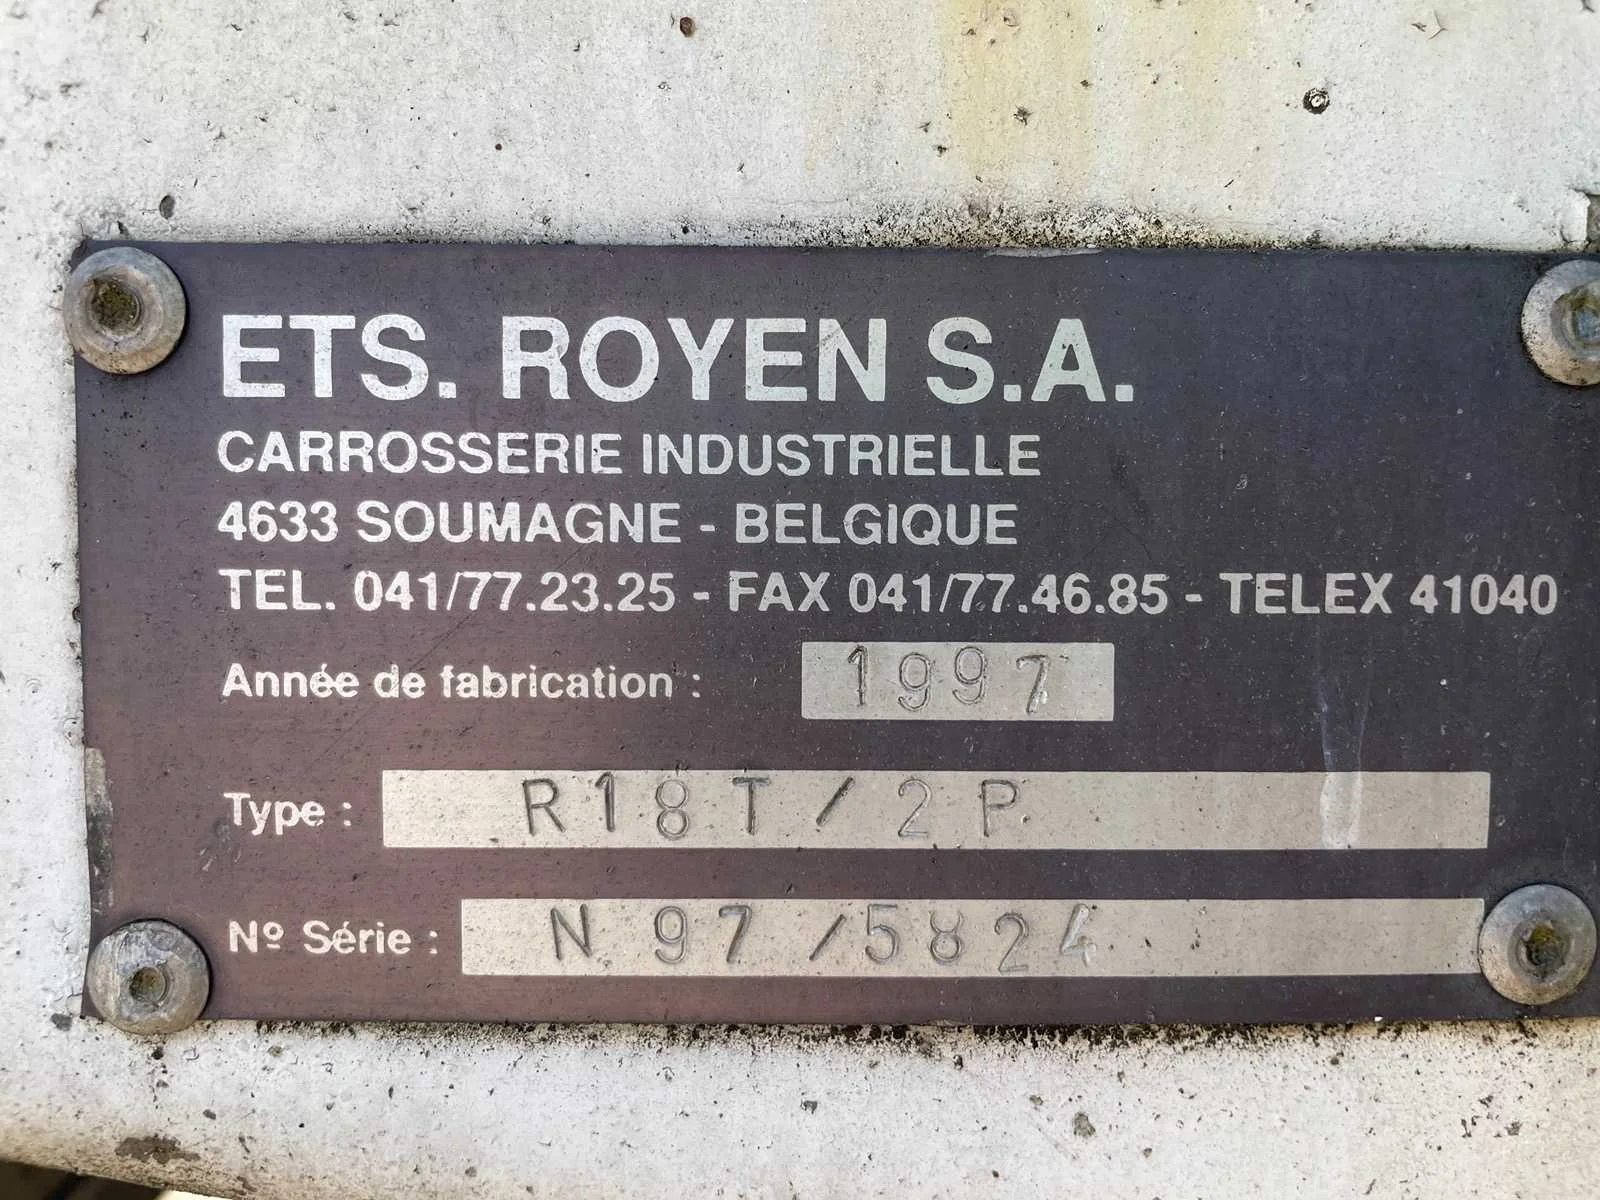 ETS. ROYEN S.A.
CARROSSERIE INDUSTRIELLE
4633 SOUMAGNE - BELGIQUE
TEL. 041/77.23.25 - FAX 041/77.46.85 - TELEX 41040
Année de fabrication : 1997
Type : R18T/2P
Nº Série : N 97/5824